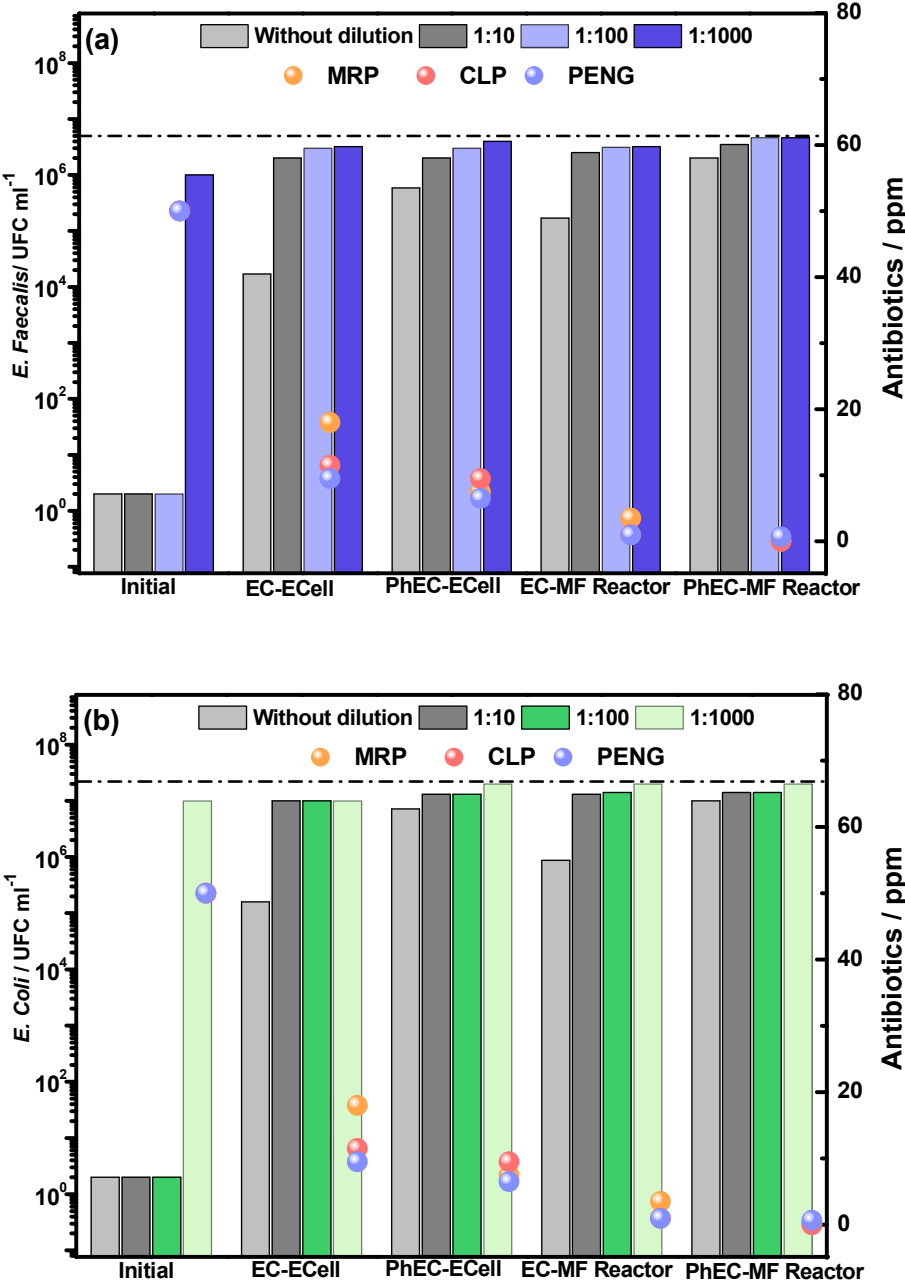 (a)
Without dilution 1:10 1:100 1:1000
MRP CLP PENG
E. Faecalis/ UFC ml-1
10^8
10^6
10^4
10^2
10^0
Antibiotics / ppm
80
60
40
20
0
Initial EC-ECell PhEC-ECell EC-MF Reactor PhEC-MF Reactor
(b)
Without dilution 1:10 1:100 1:1000
MRP CLP PENG
E. Coli / UFC ml-1
10^8
10^6
10^4
10^2
10^0
Antibiotics / ppm
80
60
40
20
0
Initial EC-ECell PhEC-ECell EC-MF Reactor PhEC-MF Reactor